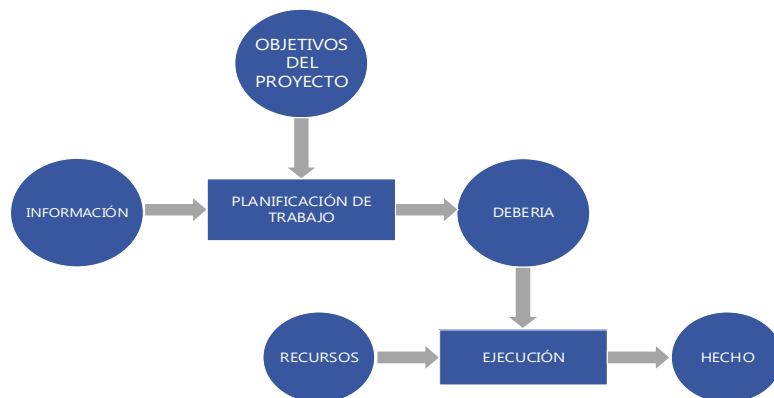 OBJETIVOS
DEL
PROYECTO
INFORMACIÓN
PLANIFICACIÓN DE
TRABAJO
DEBERIA
RECURSOS
EJECUCIÓN
HECHO